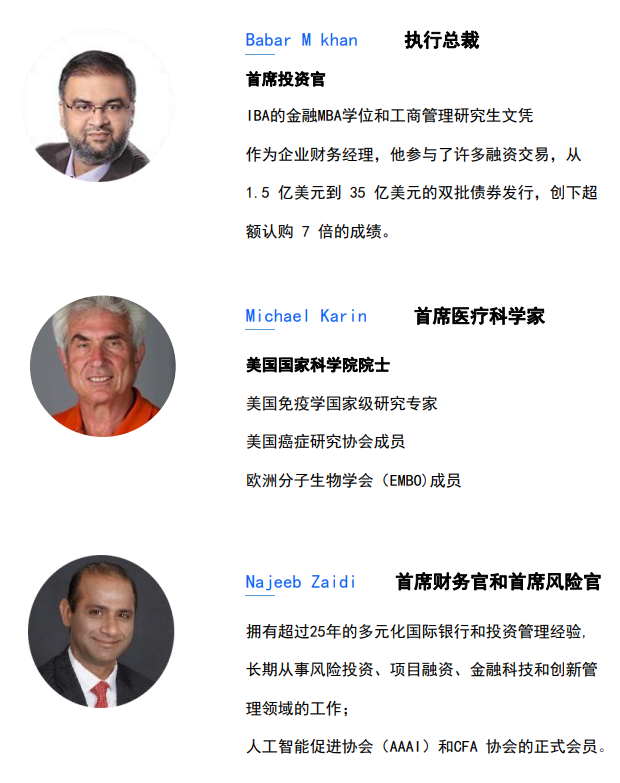 Babar M khan 执行总裁
首席投资官
IBA的金融MBA学位和工商管理研究生文凭
作为企业财务经理，他参与了许多融资交易，从
1.5 亿美元到 35 亿美元的双批债券发行，创下超
额认购 7 倍的成绩。
Michael Karin 首席医疗科学家
美国国家科学院院士
美国免疫学国家级研究专家
美国癌症研究协会成员
欧洲分子生物学会（EMBO)成员
Najeeb Zaidi 首席财务官和首席风险官
拥有超过25年的多元化国际银行和投资管理经验,
长期从事风险投资、项目融资、金融科技和创新管
理领域的工作；
人工智能促进协会（AAAI）和CFA 协会的正式会员。